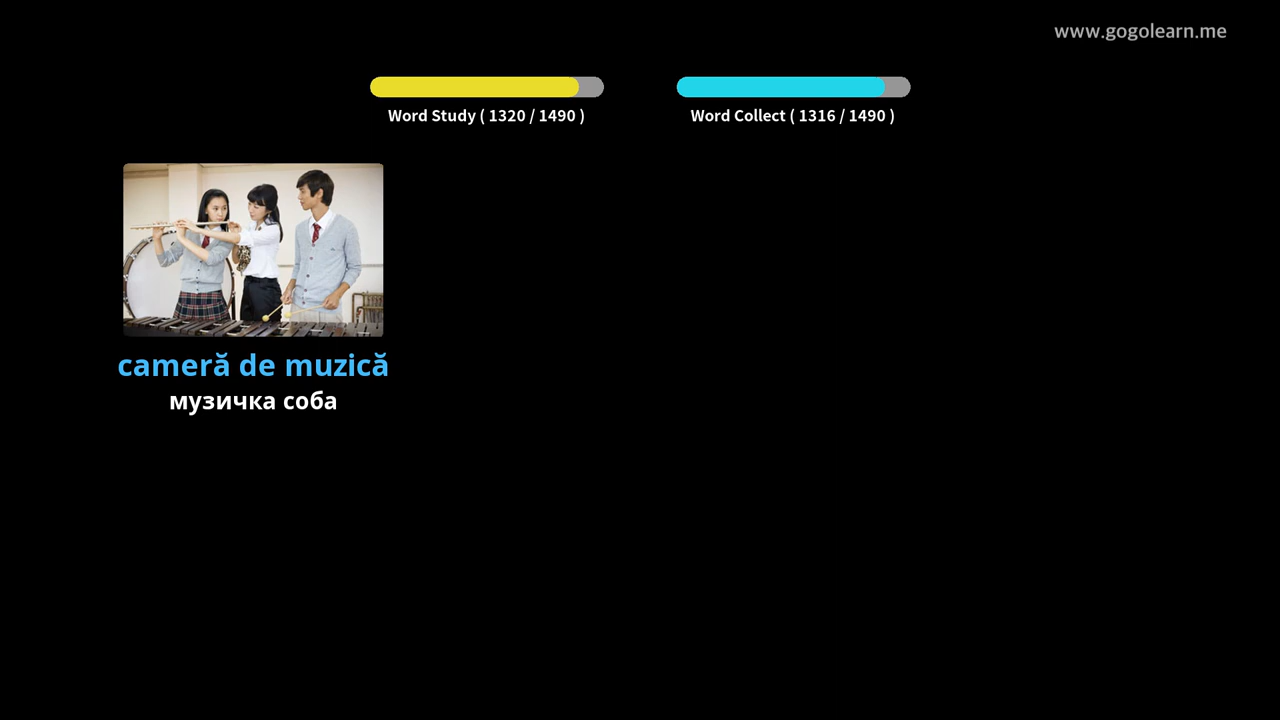 www.gogolearn.me
Word Study ( 1320 / 1490 )
Word Collect ( 1316 / 1490 )
cameră de muzică
музичка соба